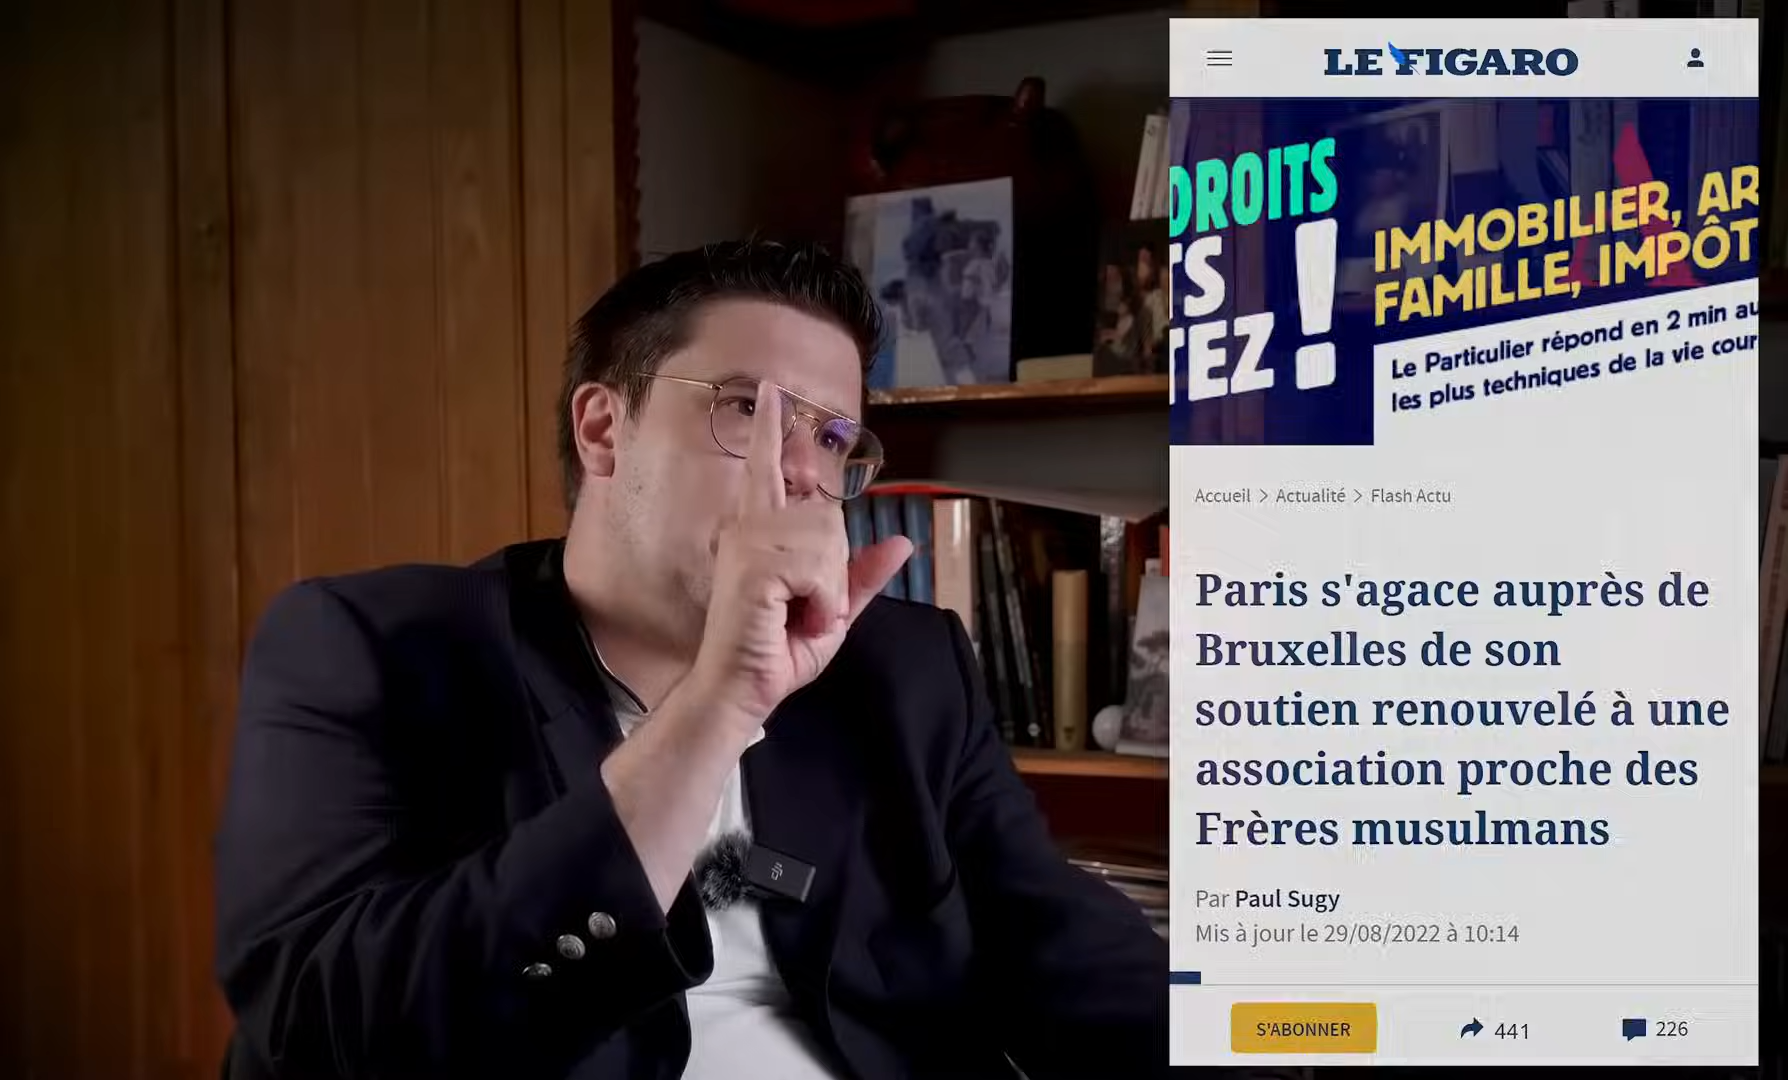 LE FIGARO
DROITS
TS
TEZ !
IMMOBILIER, AR
FAMILLE, IMPÔT
Le Particulier répond en 2 min au
les plus techniques de la vie cour
Accueil > Actualité > Flash Actu
Paris s'agace auprès de
Bruxelles de son
soutien renouvelé à une
association proche des
Frères musulmans
Par Paul Sugy
Mis à jour le 29/08/2022 à 10:14
S'ABONNER
441
226